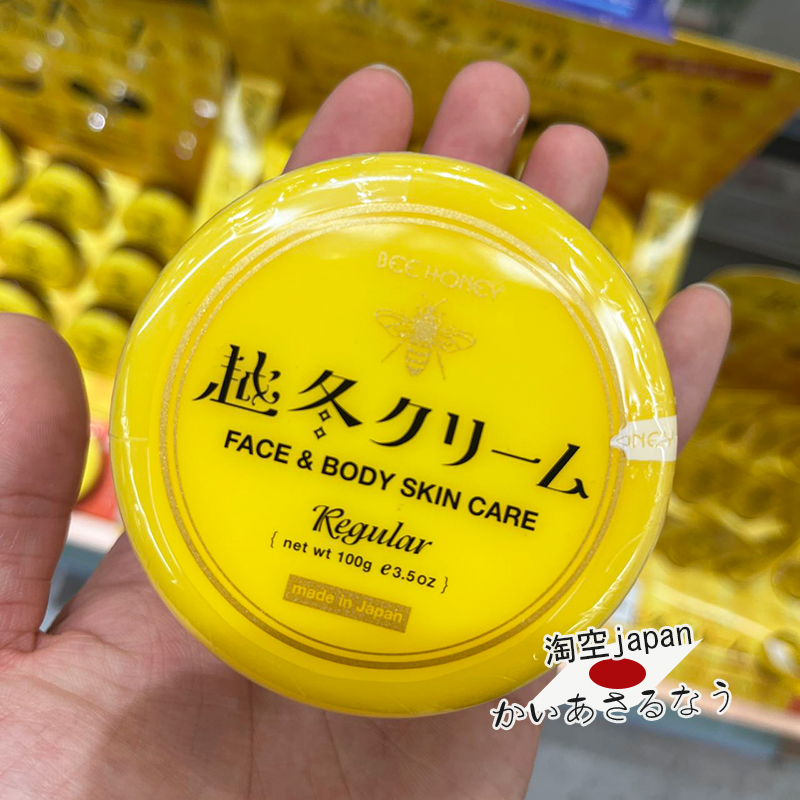 BEE HONEY
越冬クリーム
FACE & BODY SKIN CARE
Regular
{ net wt 100g e3.5oz }
made in Japan
淘空japan
かいあさるなう